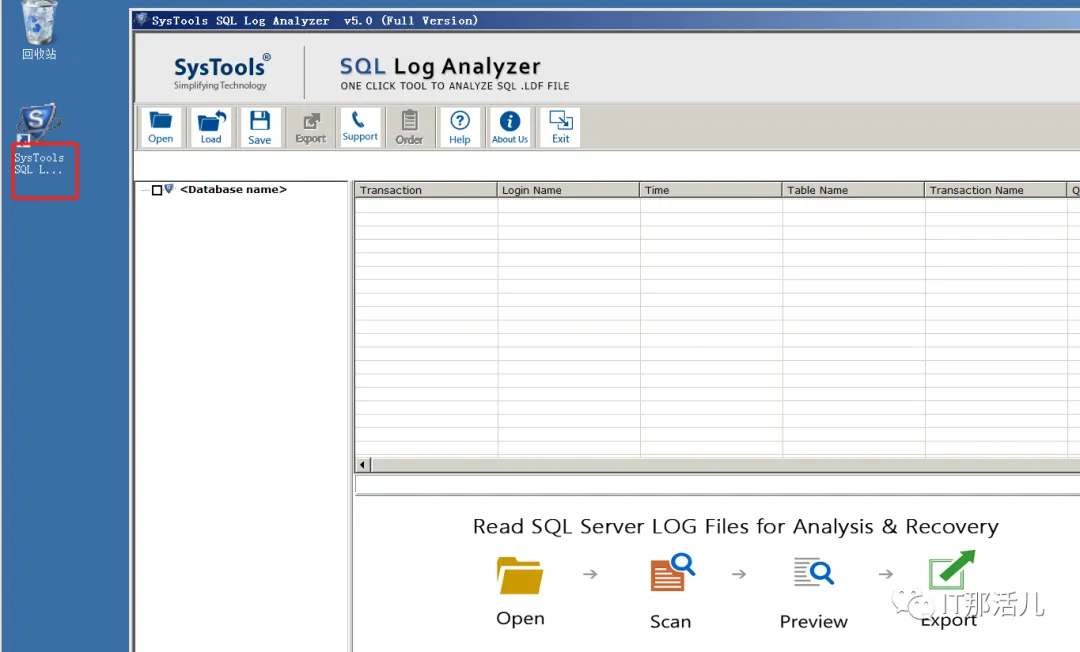 SysTools SQL Log Analyzer v5.0 (Full Version)
回收站
SysTools®
Simplifying Technology
SQL Log Analyzer
ONE CLICK TOOL TO ANALYZE SQL .LDF FILE
Open Load Save Export Support Order Help About Us Exit
SysTools
SQL L...
<Database name>
Transaction Login Name Time Table Name Transaction Name Q
Read SQL Server LOG Files for Analysis & Recovery
Open Scan Preview Export
IT那活儿